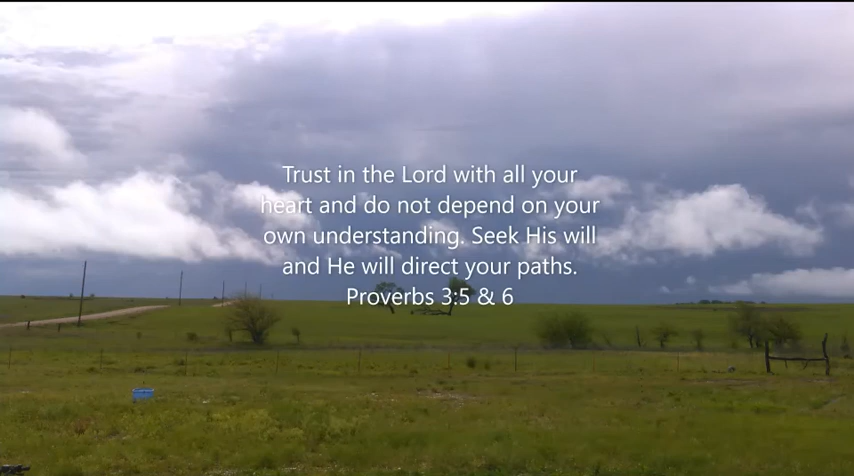 Trust in the Lord with all your
heart and do not depend on your
own understanding. Seek His will
and He will direct your paths.
Proverbs 3:5 & 6